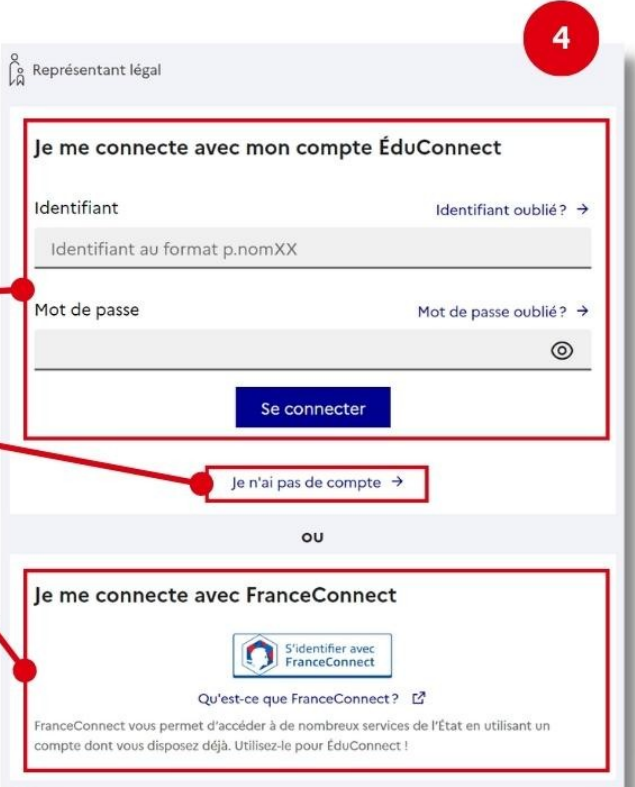 4
Représentant légal
Je me connecte avec mon compte ÉduConnect
Identifiant
Identifiant oublié? →
Identifiant au format p.nomXX
Mot de passe
Mot de passe oublié? →
Se connecter
Je n'ai pas de compte →
OU
Je me connecte avec FranceConnect
S'identifier avec
FranceConnect
Qu'est-ce que FranceConnect?
FranceConnect vous permet d'accéder à de nombreux services de l'État en utilisant un
compte dont vous disposez déjà. Utilisez-le pour ÉduConnect !